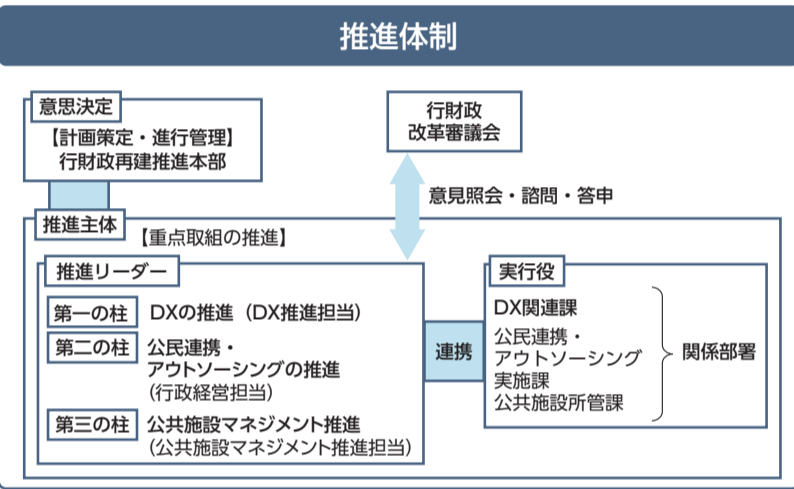 推進体制
意思決定
【計画策定・進行管理】
行財政再建推進本部
行財政
改革審議会
意見照会・諮問・答申
推進主体
【重点取組の推進】
推進リーダー
第一の柱 DXの推進（DX推進担当）
第二の柱 公民連携・
アウトソーシングの推進
（行政経営担当）
第三の柱 公共施設マネジメント推進
（公共施設マネジメント推進担当）
連携
実行役
DX関連課
公民連携・
アウトソーシング
実施課
公共施設所管課
関係部署